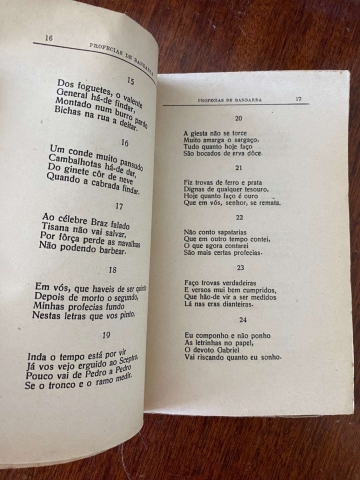 16
PROFECIAS DE BANDARRA
15
Dos foguetes, o valente
General há-de findar,
Montado num burro pardo
Bichas na rua a deitar.
16
Um conde muito pansudo
Cambalhotas há-de dar,
Do ginete côr de neve
Quando a cabrada findar.
17
Ao célebre Braz falado
Tisana não vai salvar,
Por fôrça perde as navalhas
Não podendo barbear.
18
Em vós, que haveis de ser quinto
Depois de morto o segundo,
Minhas profecias fundo
Nestas letras que vos pinto.
19
Inda o tempo está por vir
Já vos vejo erguido ao Sceptro,
Pouco vai de Pedro a Pedro
Se o tronco e o ramo medir.
PROFECIAS DE BANDARRA
17
20
A giesta não se torce
Muito amarga o sargaço,
Tudo quanto hoje faço
São bocados de erva dôce.
21
Fiz trovas de ferro e prata
Dignas de qualquer tesouro,
Hoje quanto faço é ouro
Que em vós, senhor, se remata.
22
Não conto sapatarias
Que em outro tempo contei,
O que agora contarei
São mais certas profecias.
23
Faço trovas verdadeiras
E versos mui bem cumpridos,
Que hão-de vir a ser medidos
Lá nas eras dianteiras.
24
Eu componho e não ponho
As letrinhas no papel,
O devoto Gabriel
Vai riscando quanto eu sonho.